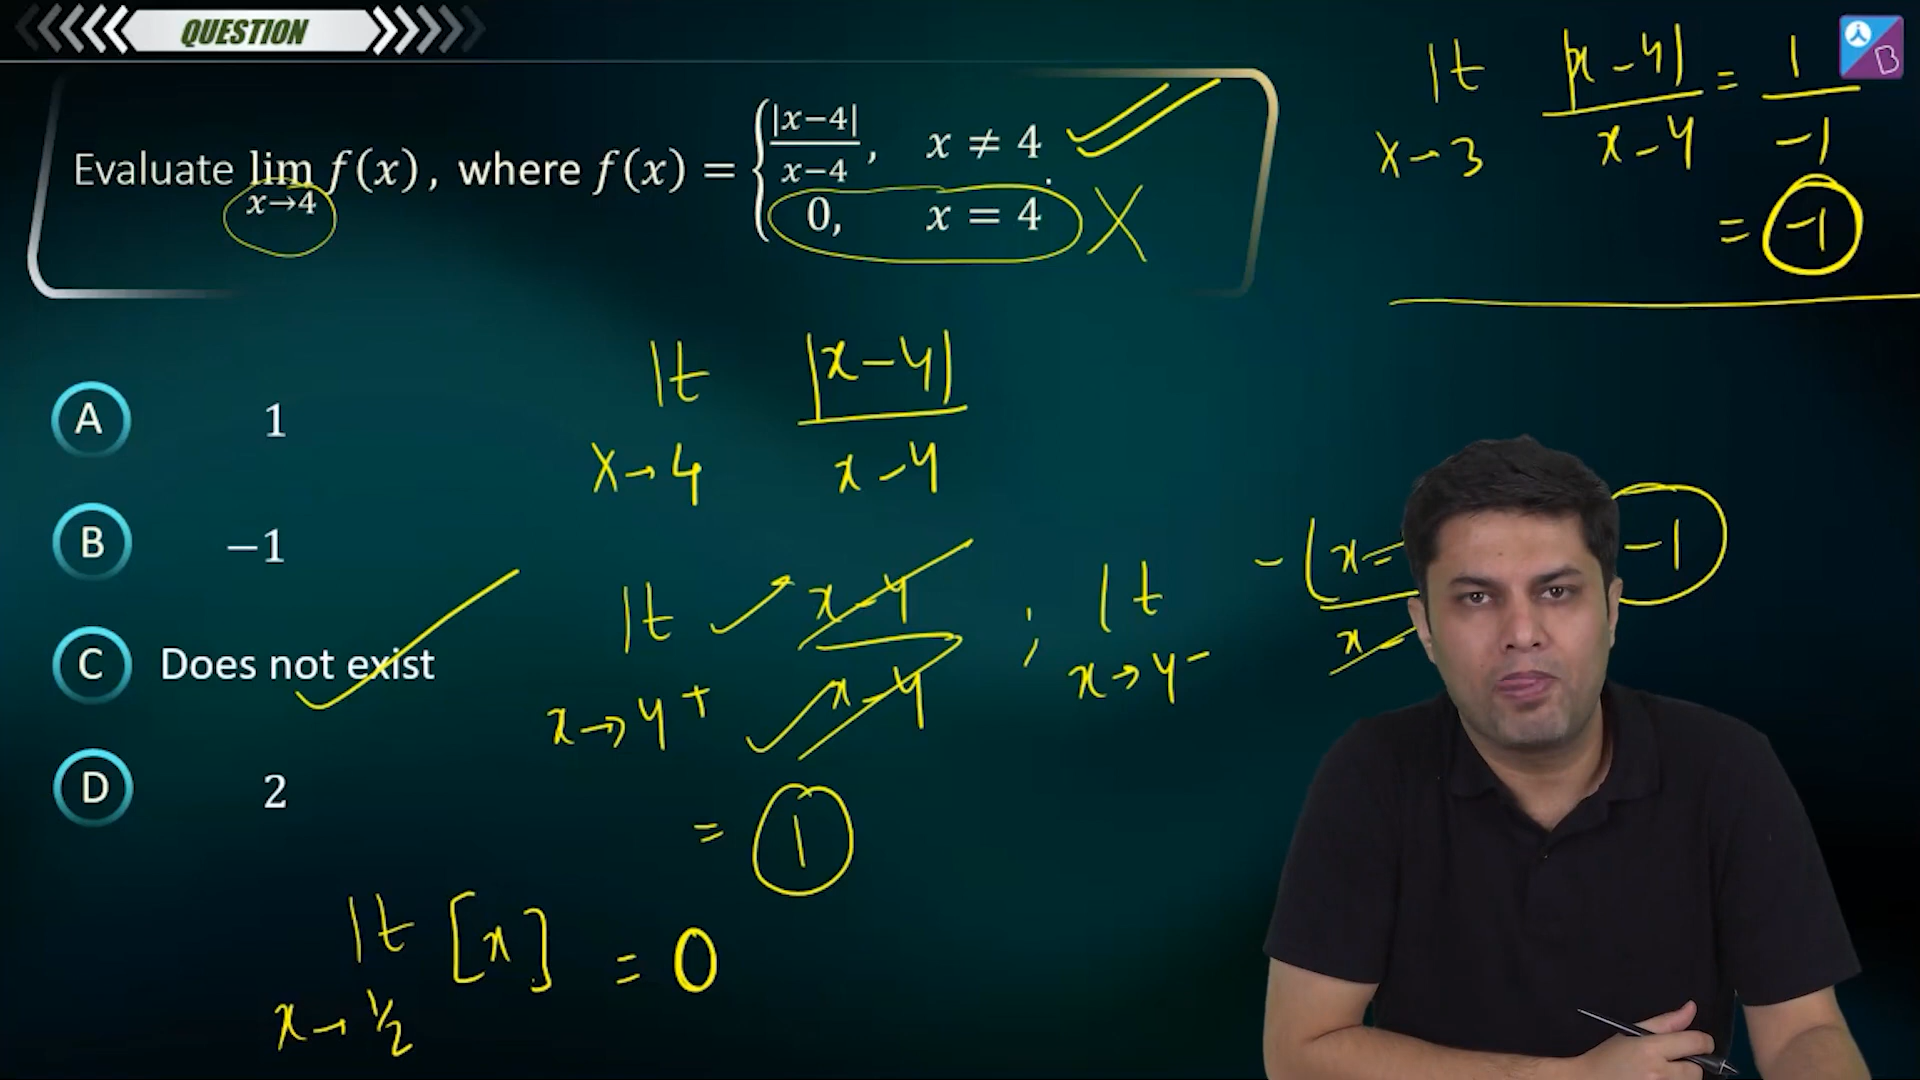 QUESTION
Evaluate lim x→4 f(x), where f(x) = { |x−4|/x−4, x ≠ 4
0, x = 4 X
A 1
B −1
C Does not exist
D 2
lt x→3 |x−4|/x−4 = 1/−1
= −1
B
lt x→4 |x−4|/x−4
lt x→4+ x−4/x−4 ; lt x→4− −(x− /x− −1
= 1
lt x→1/2 [x] = 0